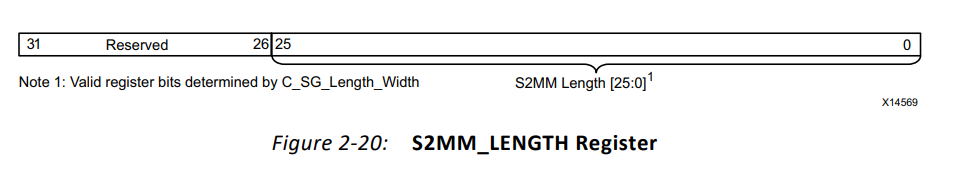 31 Reserved 26 25 0
Note 1: Valid register bits determined by C_SG_Length_Width S2MM Length [25:0]1
X14569
Figure 2-20: S2MM_LENGTH Register